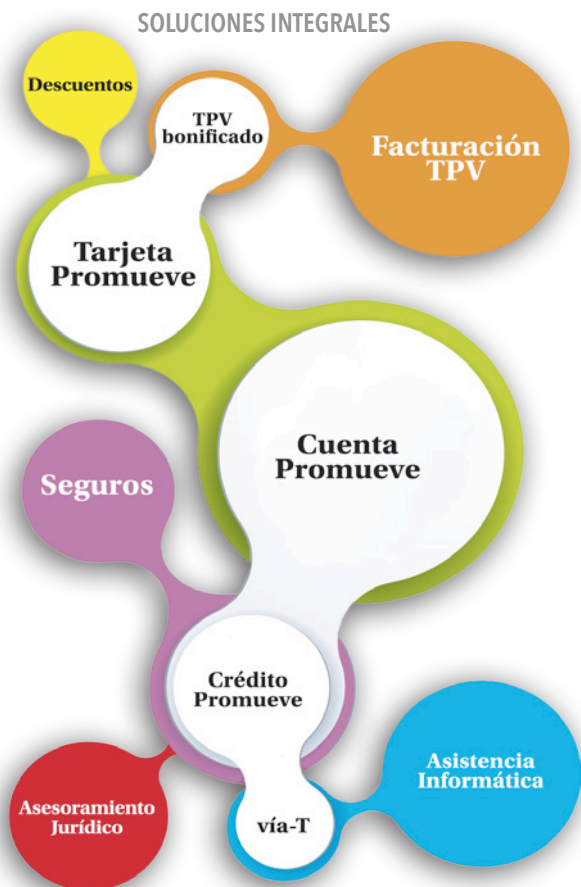 SOLUCIONES INTEGRALES
Descuentos
TPV
bonificado
Facturación
TPV
Tarjeta
Promueve
Cuenta
Promueve
Seguros
Crédito
Promueve
Asistencia
Informática
Asesoramiento
Jurídico
vía-T